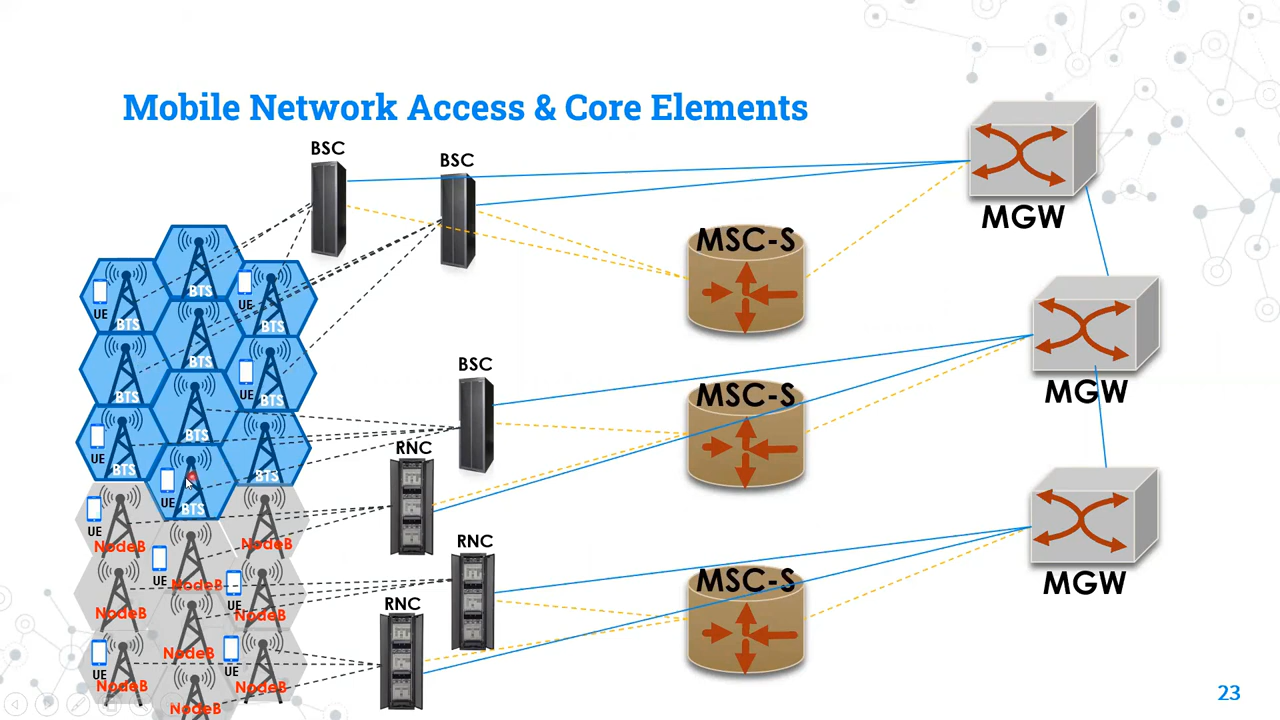 Mobile Network Access & Core Elements
BSC
BSC
MGW
MSC-S
BTS
UE
UE
BTS
BTS
BTS
MGW
BSC
MSC-S
BTS
UE
BTS
BTS
UE
RNC
BTS
BTS
UE
BTS
UE
NodeB
NodeB
RNC
MGW
MSC-S
UE
NodeB
RNC
UE
NodeB
NodeB
NodeB
UE
UE
NodeB
NodeB
NodeB
23